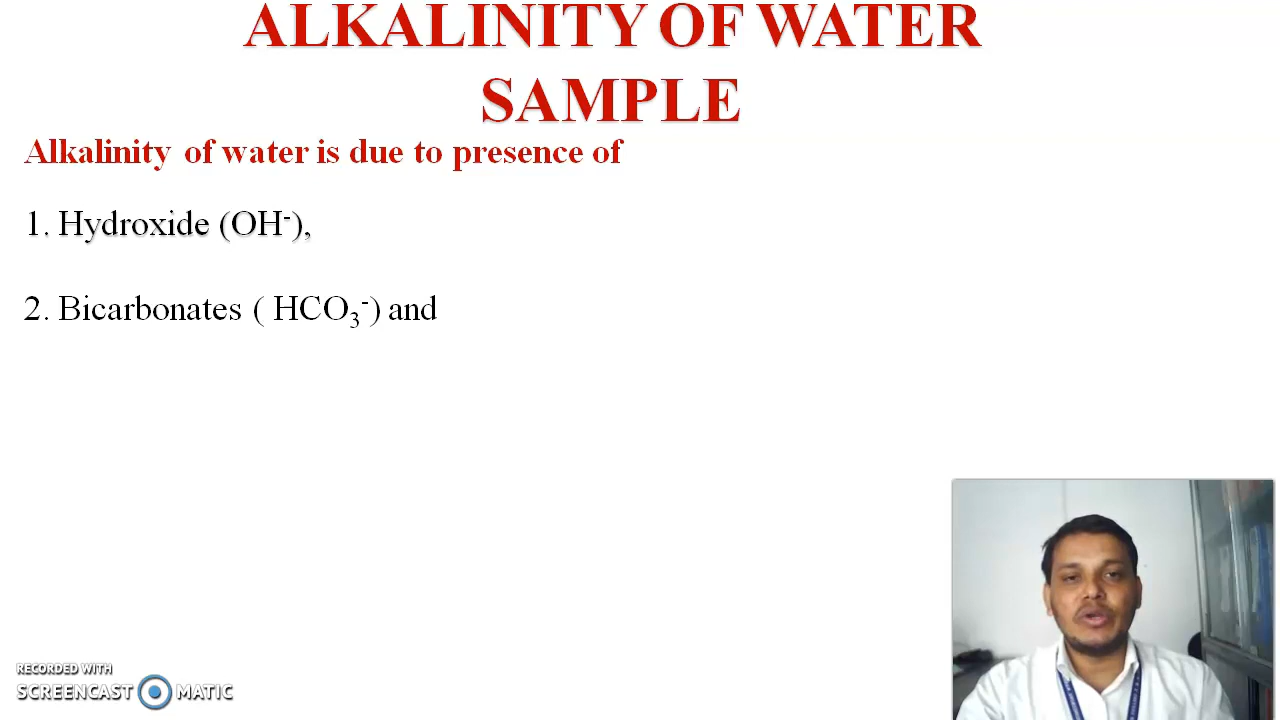 ALKALINITY OF WATER
SAMPLE
Alkalinity of water is due to presence of
1. Hydroxide (OH⁻),
2. Bicarbonates ( HCO₃⁻) and
RECORDED WITH
SCREENCAST MATIC